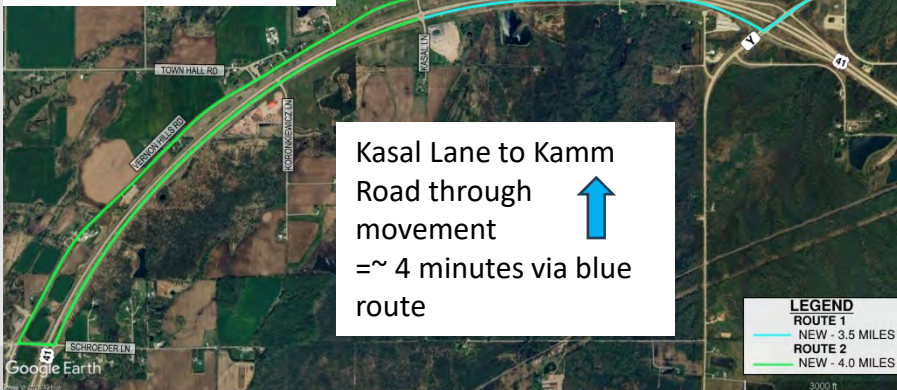 Y
41
KASAL LN
TOWN HALL RD
KORONKIEWICZ LN
VERNON HILLS RD
Kasal Lane to Kamm
Road through
movement
=~ 4 minutes via blue
route
LEGEND
ROUTE 1
NEW - 3.5 MILES
ROUTE 2
NEW - 4.0 MILES
SCHROEDER LN
41
Google Earth
3000 ft